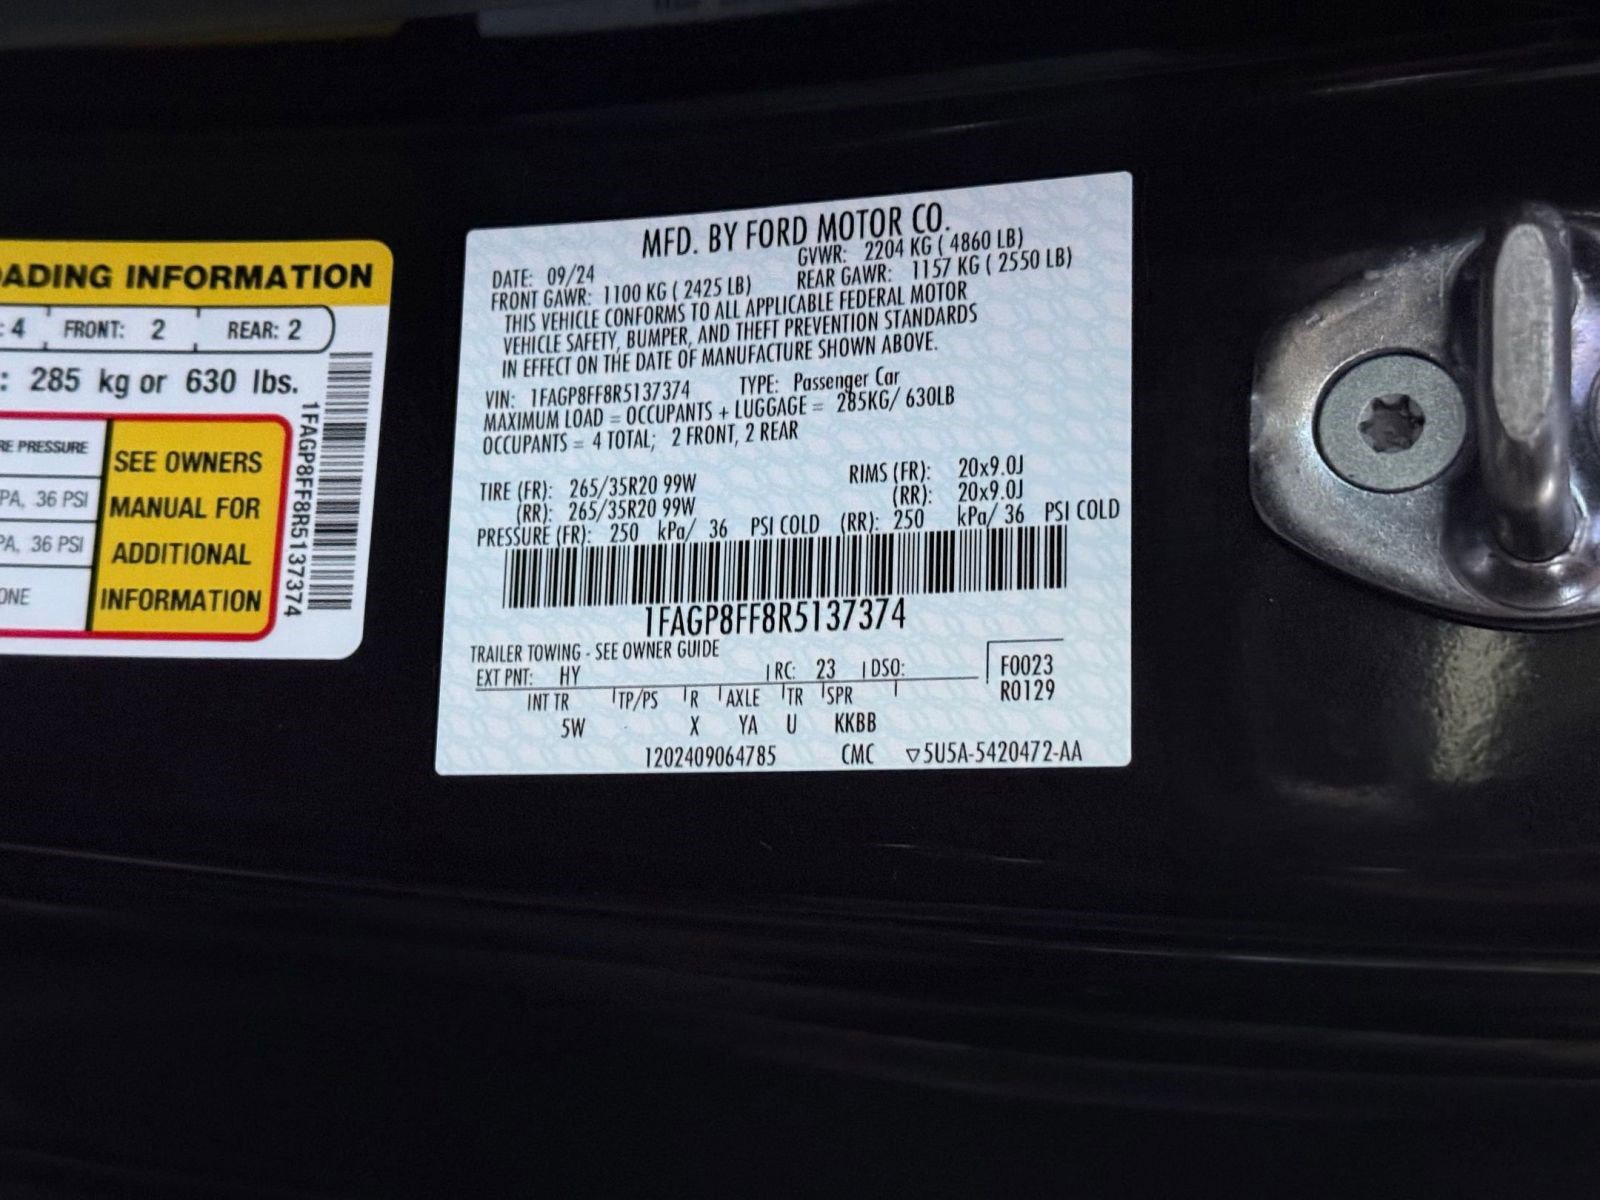 OADING INFORMATION
: 4 FRONT: 2 REAR: 2
: 285 kg or 630 lbs.
RE PRESSURE
PA, 36 PSI
PA, 36 PSI
ONE
SEE OWNERS
MANUAL FOR
ADDITIONAL
INFORMATION
1FAGP8FF8R5137374
MFD. BY FORD MOTOR CO.
DATE: 09/24 GVWR: 2204 KG ( 4860 LB)
FRONT GAWR: 1100 KG ( 2425 LB) REAR GAWR: 1157 KG ( 2550 LB)
THIS VEHICLE CONFORMS TO ALL APPLICABLE FEDERAL MOTOR
VEHICLE SAFETY, BUMPER, AND THEFT PREVENTION STANDARDS
IN EFFECT ON THE DATE OF MANUFACTURE SHOWN ABOVE.
VIN: 1FAGP8FF8R5137374 TYPE: Passenger Car
MAXIMUM LOAD = OCCUPANTS + LUGGAGE = 285KG/ 630LB
OCCUPANTS = 4 TOTAL; 2 FRONT, 2 REAR
TIRE (FR): 265/35R20 99W RIMS (FR): 20x9.0J
(RR): 265/35R20 99W (RR): 20x9.0J
PRESSURE (FR): 250 kPa/ 36 PSI COLD (RR): 250 kPa/ 36 PSI COLD
1FAGP8FF8R5137374
TRAILER TOWING - SEE OWNER GUIDE
EXT PNT: HY RC: 23 DSO: F0023
INT TR TP/PS R AXLE TR SPR R0129
5W X YA U KKBB
1202409064785 CMC ▽5U5A-5420472-AA